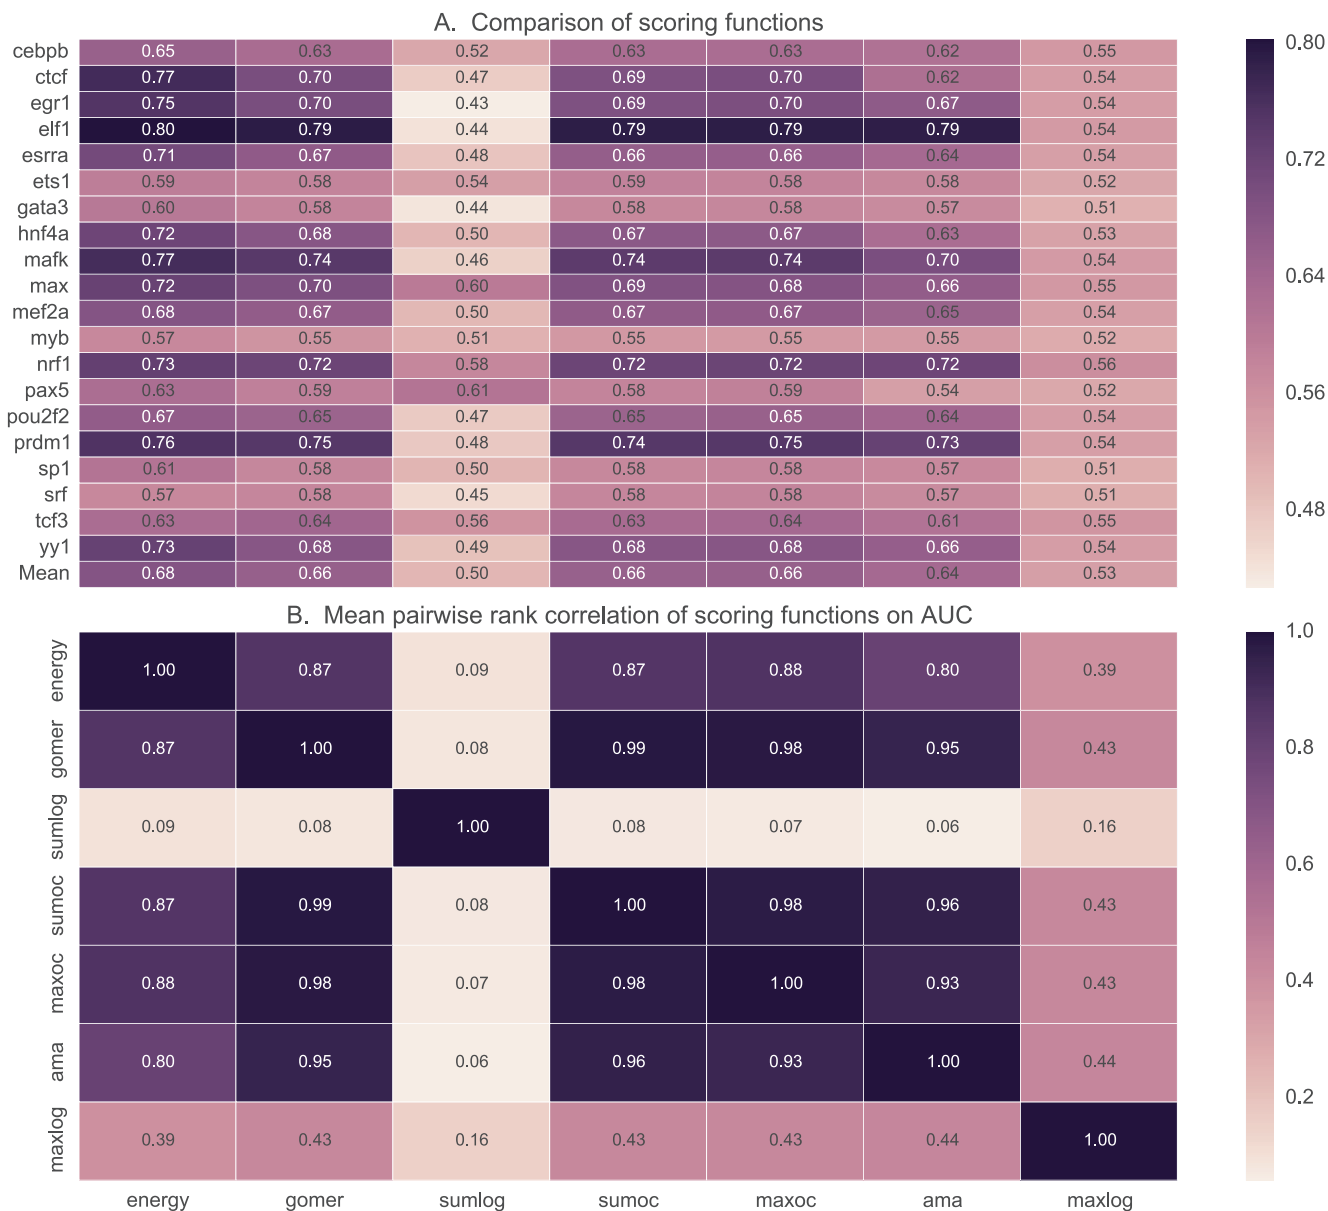 A. Comparison of scoring functions
cebpb 0.65 0.63 0.52 0.63 0.63 0.62 0.55
ctcf 0.77 0.70 0.47 0.69 0.70 0.62 0.54
egr1 0.75 0.70 0.43 0.69 0.70 0.67 0.54
elf1 0.80 0.79 0.44 0.79 0.79 0.79 0.54
esrra 0.71 0.67 0.48 0.66 0.66 0.64 0.54
ets1 0.59 0.58 0.54 0.59 0.58 0.58 0.52
gata3 0.60 0.58 0.44 0.58 0.58 0.57 0.51
hnf4a 0.72 0.68 0.50 0.67 0.67 0.63 0.53
mafk 0.77 0.74 0.46 0.74 0.74 0.70 0.54
max 0.72 0.70 0.60 0.69 0.68 0.66 0.55
mef2a 0.68 0.67 0.50 0.67 0.67 0.65 0.54
myb 0.57 0.55 0.51 0.55 0.55 0.55 0.52
nrf1 0.73 0.72 0.58 0.72 0.72 0.72 0.56
pax5 0.63 0.59 0.61 0.58 0.59 0.54 0.52
pou2f2 0.67 0.65 0.47 0.65 0.65 0.64 0.54
prdm1 0.76 0.75 0.48 0.74 0.75 0.73 0.54
sp1 0.61 0.58 0.50 0.58 0.58 0.57 0.51
srf 0.57 0.58 0.45 0.58 0.58 0.57 0.51
tcf3 0.63 0.64 0.56 0.63 0.64 0.61 0.55
yy1 0.73 0.68 0.49 0.68 0.68 0.66 0.54
Mean 0.68 0.66 0.50 0.66 0.66 0.64 0.53
0.80
0.72
0.64
0.56
0.48
B. Mean pairwise rank correlation of scoring functions on AUC
energy 1.00 0.87 0.09 0.87 0.88 0.80 0.39
gomer 0.87 1.00 0.08 0.99 0.98 0.95 0.43
sumlog 0.09 0.08 1.00 0.08 0.07 0.06 0.16
sumoc 0.87 0.99 0.08 1.00 0.98 0.96 0.43
maxoc 0.88 0.98 0.07 0.98 1.00 0.93 0.43
ama 0.80 0.95 0.06 0.96 0.93 1.00 0.44
maxlog 0.39 0.43 0.16 0.43 0.43 0.44 1.00
energy gomer sumlog sumoc maxoc ama maxlog
1.0
0.8
0.6
0.4
0.2